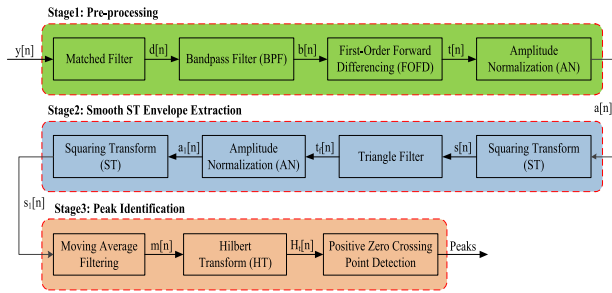 Stage1: Pre-processing
y[n]
Matched Filter
d[n]
Bandpass Filter (BPF)
b[n]
First-Order Forward
Differencing (FOFD)
t[n]
Amplitude
Normalization (AN)
a[n]
Stage2: Smooth ST Envelope Extraction
Squaring Transform
(ST)
a₁[n]
Amplitude
Normalization (AN)
tf[n]
Triangle Filter
s[n]
Squaring Transform
(ST)
s₁[n]
Stage3: Peak Identification
Moving Average
Filtering
m[n]
Hilbert
Transform (HT)
Ht[n]
Positive Zero Crossing
Point Detection
Peaks